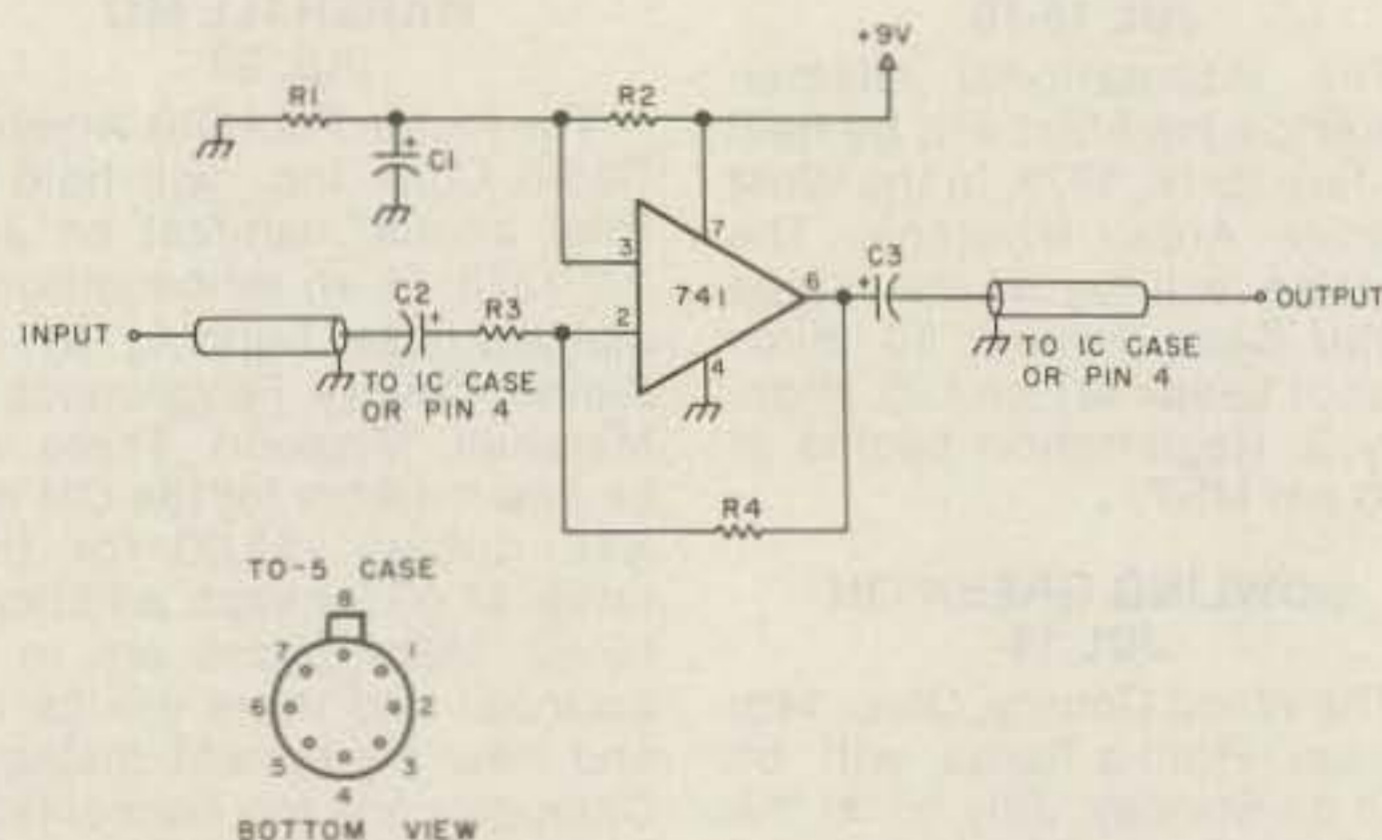 +9V
R1
R2
C1
3
7
C2
R3
2
741
6
C3
4
INPUT
OUTPUT
TO IC CASE
OR PIN 4
TO IC CASE
OR PIN 4
R4
TO-5 CASE
8
7
1
6
2
5
3
4
BOTTOM VIEW